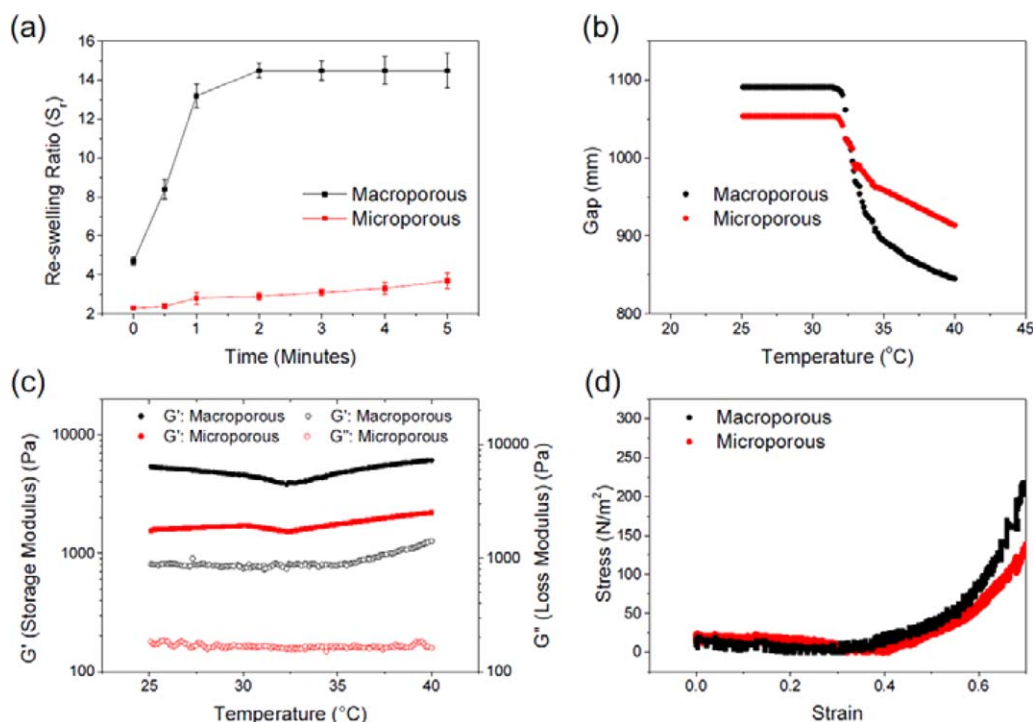 (a)
16
14
12
10
8
6
4
2
Re-swelling Ratio (Sr)
Macroporous
Microporous
0 1 2 3 4 5
Time (Minutes)
(b)
1100
1000
900
800
Gap (mm)
Macroporous
Microporous
20 25 30 35 40 45
Temperature (°C)
(c)
G': Macroporous G': Macroporous
G': Microporous G": Microporous
10000
1000
100
G' (Storage Modulus) (Pa)
10000
1000
100
G" (Loss Modulus) (Pa)
25 30 35 40
Temperature (°C)
(d)
Macroporous
Microporous
300
250
200
150
100
50
0
Stress (N/m²)
0.0 0.2 0.4 0.6
Strain